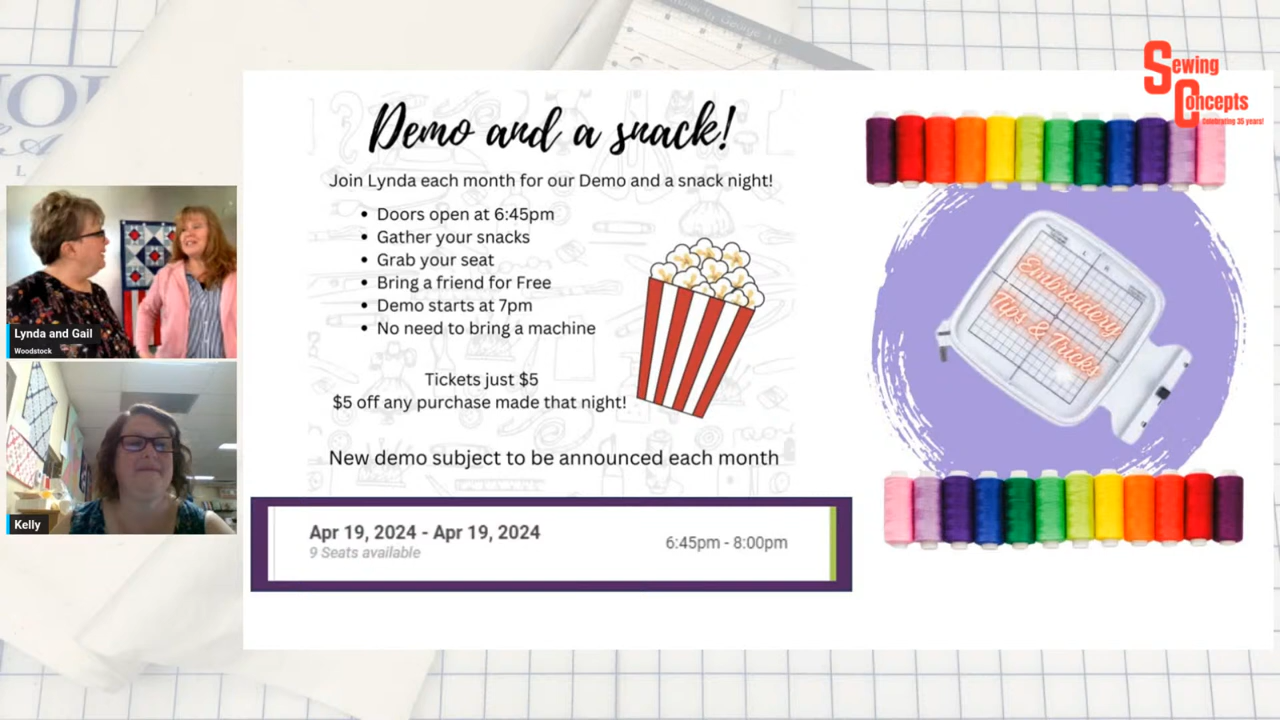 Sewing
Concepts
Celebrating 35 years!
Demo and a snack!
Join Lynda each month for our Demo and a snack night!
• Doors open at 6:45pm
• Gather your snacks
• Grab your seat
• Bring a friend for Free
• Demo starts at 7pm
• No need to bring a machine
Tickets just $5
$5 off any purchase made that night!
New demo subject to be announced each month
Apr 19, 2024 - Apr 19, 2024
9 Seats available
6:45pm - 8:00pm
Embroidery
Tips & Tricks
Lynda and Gail
Woodstock
Kelly